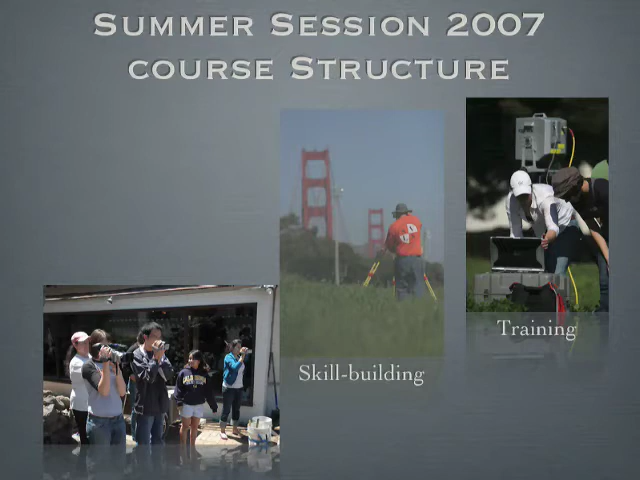 Summer Session 2007
course Structure
Training
Skill-building